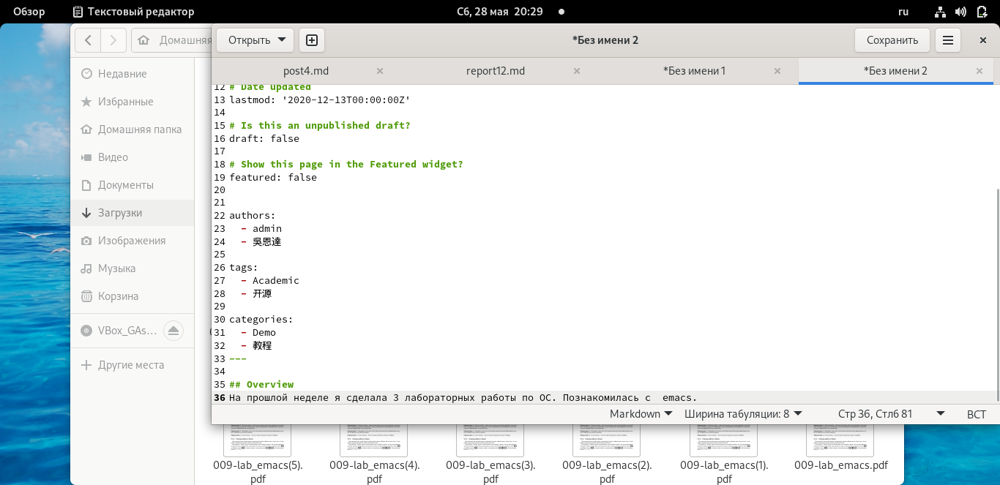 Обзор
Текстовый редактор
Сб, 28 мая 20:29
ru
Домашняя
Открыть
*Без имени 2
Сохранить
post4.md
report12.md
*Без имени 1
*Без имени 2
Недавние
Избранные
Домашняя папка
Видео
Документы
Загрузки
Изображения
Музыка
Корзина
VBox_GAs...
Другие места
12 # Date updated
13 lastmod: '2020-12-13T00:00:00Z'
14
15 # Is this an unpublished draft?
16 draft: false
17
18 # Show this page in the Featured widget?
19 featured: false
20
21
22 authors:
23 - admin
24 - 吳恩達
25
26 tags:
27 - Academic
28 - 开源
29
30 categories:
31 - Demo
32 - 教程
33 ---
34
35 ## Overview
36 На прошлой неделе я сделала 3 лабораторных работы по ОС. Познакомилась с  emacs.
Markdown
Ширина табуляции: 8
Стр 36, Стлб 81
ВСТ
009-lab_emacs(5).
pdf
009-lab_emacs(4).
pdf
009-lab_emacs(3).
pdf
009-lab_emacs(2).
pdf
009-lab_emacs(1).
pdf
009-lab_emacs.pdf